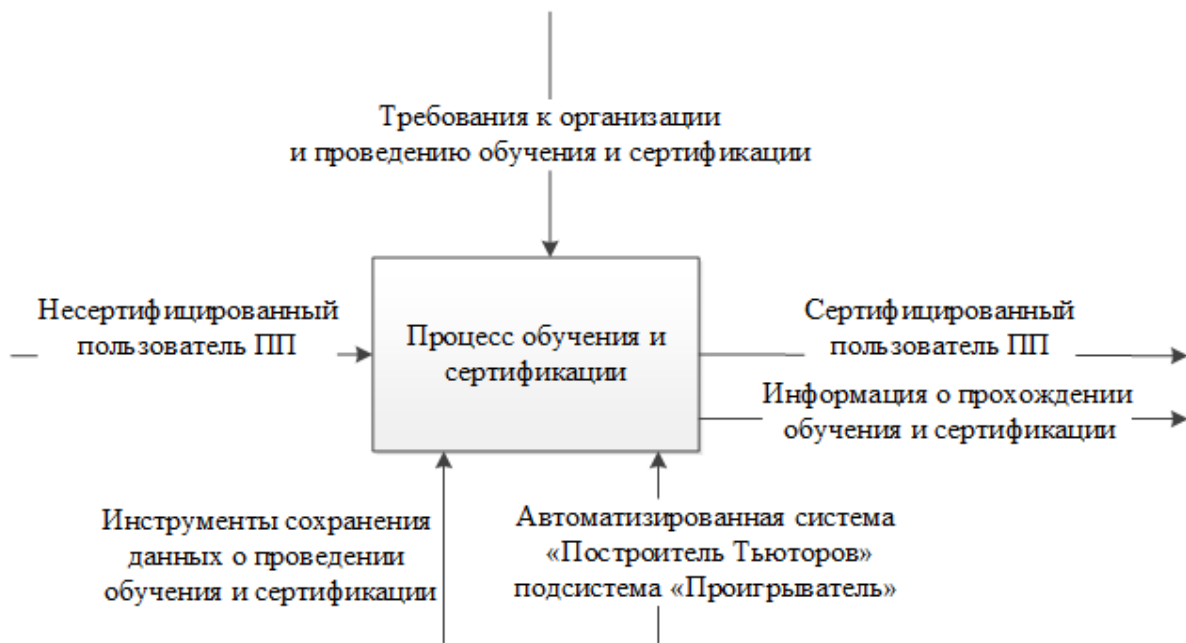 Требования к организации
и проведению обучения и сертификации
Несертифицированный
пользователь ПП
Процесс обучения и
сертификации
Сертифицированный
пользователь ПП
Информация о прохождении
обучения и сертификации
Инструменты сохранения
данных о проведении
обучения и сертификации
Автоматизированная система
«Построитель Тьюторов»
подсистема «Проигрыватель»